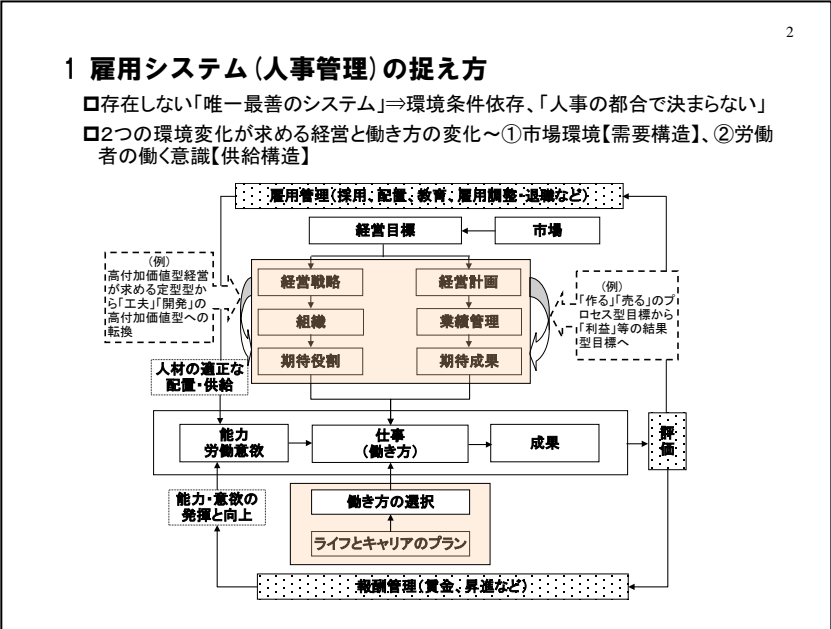 2
1 雇用システム(人事管理)の捉え方
存在しない「唯一最善のシステム」⇒環境条件依存、「人事の都合で決まらない」
2つの環境変化が求める経営と働き方の変化～①市場環境【需要構造】、②労働
者の働く意識【供給構造】
雇用管理(採用、配置、教育、雇用調整・退職など)
経営目標
市場
(例)
高付加価値型経営
が求める定型型か
ら「工夫」「開発」の
高付加価値型への
転換
経営戦略
経営計画
(例)
「作る」「売る」のプ
ロセス型目標から
「利益」等の結果
型目標へ
組織
業績管理
期待役割
期待成果
人材の適正な
配置・供給
能力
労働意欲
仕事
(働き方)
成果
評
価
能力・意欲の
発揮と向上
働き方の選択
ライフとキャリアのプラン
報酬管理(賃金、昇進など)